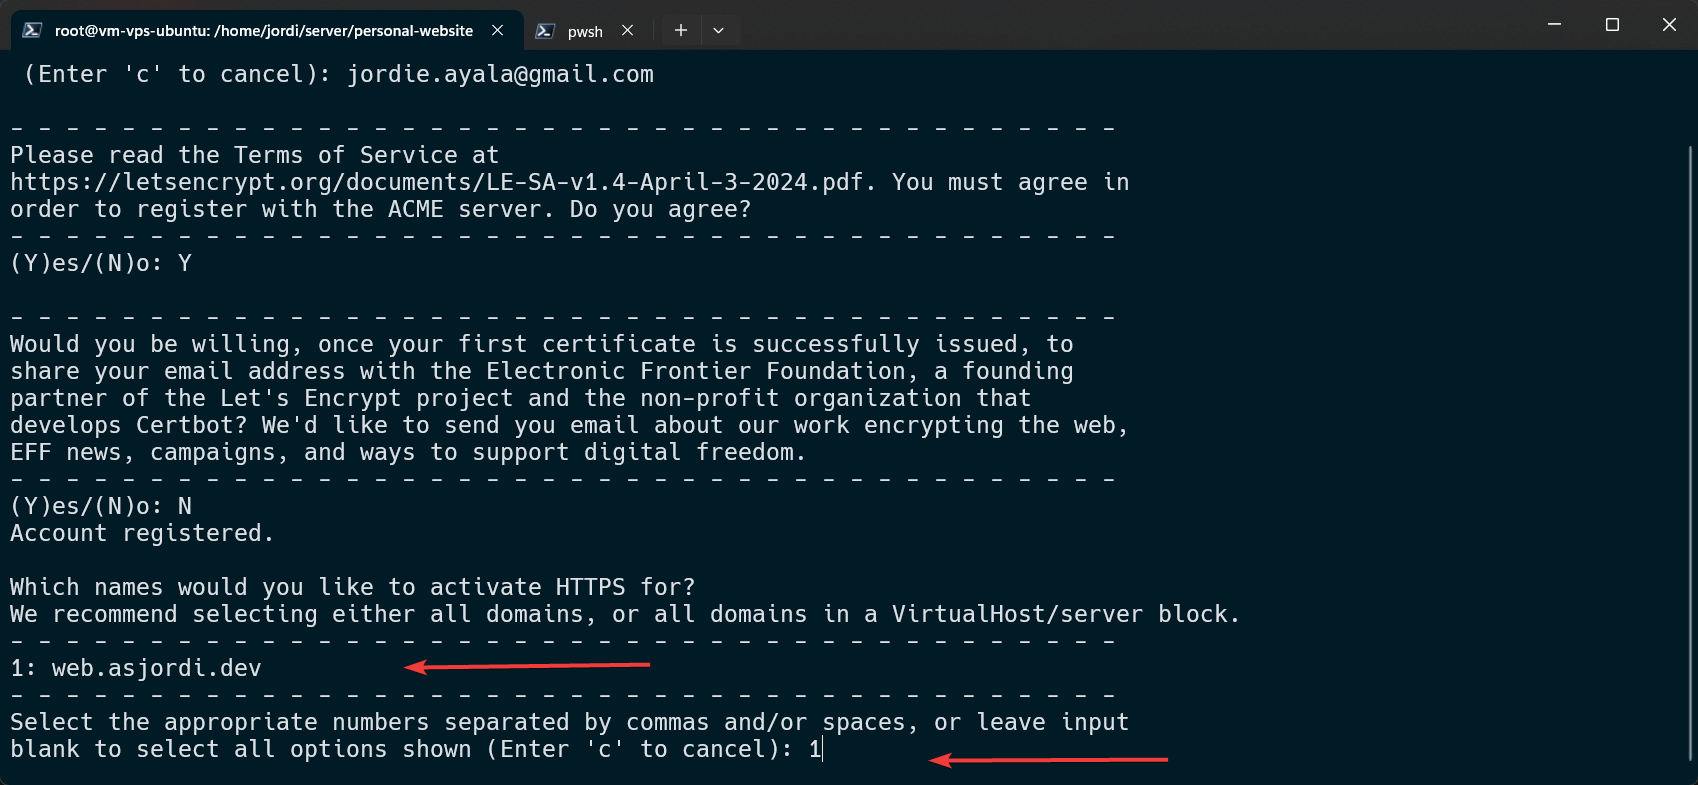 root@vm-vps-ubuntu: /home/jordi/server/personal-website
pwsh
(Enter 'c' to cancel): jordie.ayala@gmail.com
- - - - - - - - - - - - - - - - - - - - - - - - - - - - - - - - - - - - - - - -
Please read the Terms of Service at
https://letsencrypt.org/documents/LE-SA-v1.4-April-3-2024.pdf. You must agree in
order to register with the ACME server. Do you agree?
- - - - - - - - - - - - - - - - - - - - - - - - - - - - - - - - - - - - - - - -
(Y)es/(N)o: Y
- - - - - - - - - - - - - - - - - - - - - - - - - - - - - - - - - - - - - - - -
Would you be willing, once your first certificate is successfully issued, to
share your email address with the Electronic Frontier Foundation, a founding
partner of the Let's Encrypt project and the non-profit organization that
develops Certbot? We'd like to send you email about our work encrypting the web,
EFF news, campaigns, and ways to support digital freedom.
- - - - - - - - - - - - - - - - - - - - - - - - - - - - - - - - - - - - - - - -
(Y)es/(N)o: N
Account registered.
Which names would you like to activate HTTPS for?
We recommend selecting either all domains, or all domains in a VirtualHost/server block.
- - - - - - - - - - - - - - - - - - - - - - - - - - - - - - - - - - - - - - - -
1: web.asjordi.dev
- - - - - - - - - - - - - - - - - - - - - - - - - - - - - - - - - - - - - - - -
Select the appropriate numbers separated by commas and/or spaces, or leave input
blank to select all options shown (Enter 'c' to cancel): 1